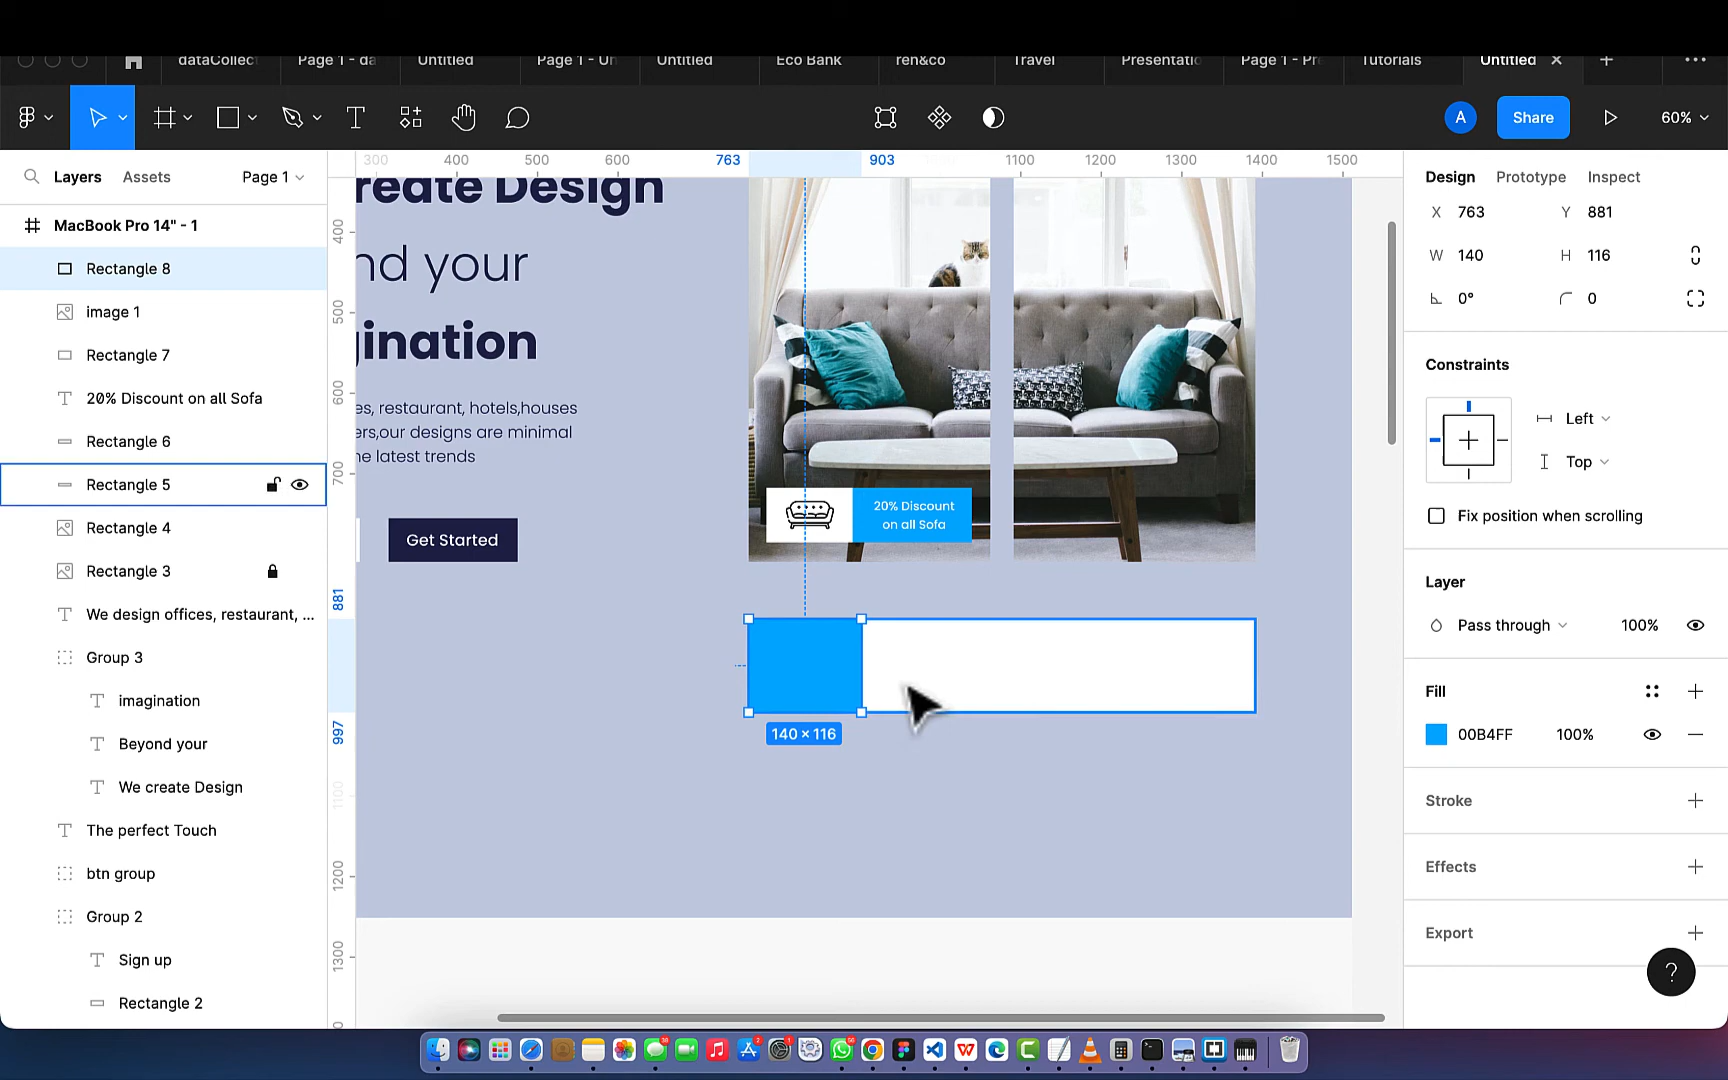 dataCollec
Page 1 - da
Untitled
Page 1 - Un
Untitled
Eco Bank
ren&co
Travel
Presentatio
Page 1 - Pre
Tutorials
Untitled
A
Share
60%
Layers
Assets
Page 1
MacBook Pro 14" - 1
Rectangle 8
image 1
Rectangle 7
20% Discount on all Sofa
Rectangle 6
Rectangle 5
Rectangle 4
Rectangle 3
We design offices, restaurant, ...
Group 3
imagination
Beyond your
We create Design
The perfect Touch
btn group
Group 2
Sign up
Rectangle 2
300
400
500
600
763
903
1100
1200
1300
1400
1500
400
500
600
700
881
997
1100
1200
1300
reate Design
nd your
gination
es, restaurant, hotels,houses
ers,our designs are minimal
he latest trends
Get Started
20% Discount
on all Sofa
140 × 116
Design
Prototype
Inspect
X 763
Y 881
W 140
H 116
0°
0
Constraints
Left
Top
Fix position when scrolling
Layer
Pass through
100%
Fill
00B4FF
100%
Stroke
Effects
Export
?